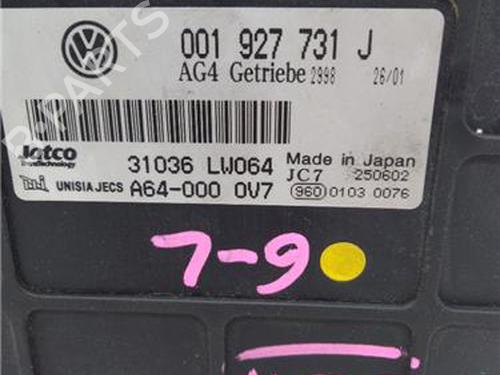 001 927 731 J
AG4 Getriebe 2998 26/01
Jatco
31036 LW064
Made in Japan
JC7 250602
UNISIA JECS A64-000 0V7
960 0103 0076
7-9